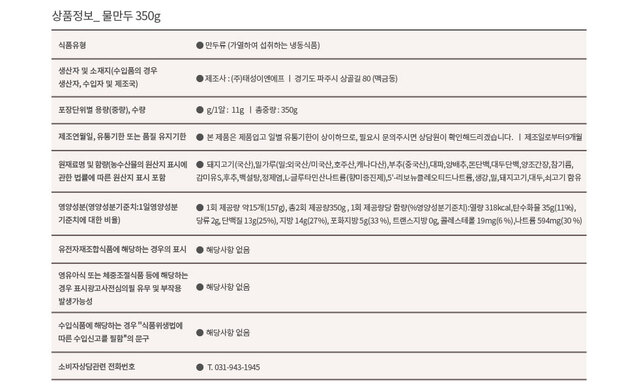 상품정보_ 물만두 350g
식품유형
● 만두류 (가열하여 섭취하는 냉동식품)
생산자 및 소재지(수입품의 경우
생산자, 수입자 및 제조국)
● 제조사 : (주)태성이앤에프 ㅣ 경기도 파주시 상골길 80 (맥금동)
포장단위별 용량(중량), 수량
● g/1알 : 11g ㅣ총중량 : 350g
제조연월일, 유통기한 또는 품질 유지기한
● 본 제품은 제품입고 일별 유통기한이 상이하므로, 필요시 문의주시면 상담원이 확인해드리겠습니다. ㅣ 제조일로부터9개월
원재료명 및 함량(농수산물의 원산지 표시에
관한 법률에 따른 원산지 표시 포함
● 돼지고기(국산),밀가루(밀:외국산/미국산,호주산,캐나다산),부추(중국산),대파,양배추,돈단백,대두단백,양조간장,참기름,
감미유S,후추,백설탕,정제염,L-글루타민산나트륨(향미증진제),5'-리보뉴클레오티드나트륨,생강,밀,돼지고기,대두,쇠고기 함유
영양성분(영양성분기준치:1일영양성분
기준치에 대한 비율)
● 1회 제공량 약15개(157g), 총2회 제공량350g , 1회 제공량당 함량(%영양성분기준치):열량 318kcal,탄수화물 35g(11%),
당류 2g, 단백질 13g(25%), 지방 14g(27%), 포화지방 5g(33 %), 트랜스지방 0g, 콜레스테롤 19mg(6 %),나트륨 594mg(30 %)
유전자재조합식품에 해당하는 경우의 표시
● 해당사항 없음
영유아식 또는 체중조절식품 등에 해당하는
경우 표시광고사전심의필 유무 및 부작용
발생가능성
● 해당사항 없음
수입식품에 해당하는 경우 "식품위생법에
따른 수입신고를 필함"의 문구
● 해당사항 없음
소비자상담관련 전화번호
● T. 031-943-1945